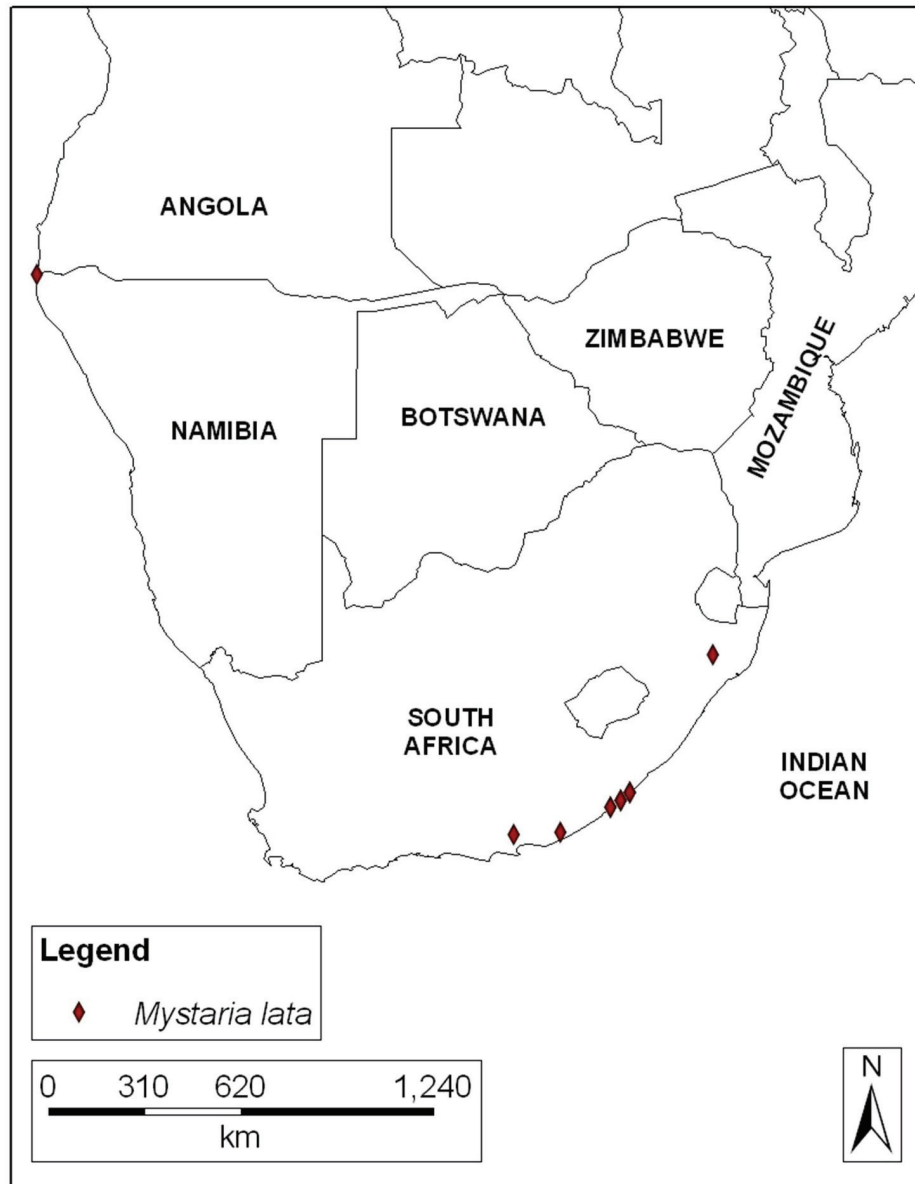 ANGOLA
ZIMBABWE
MOZAMBIQUE
NAMIBIA
BOTSWANA
SOUTH
AFRICA
INDIAN
OCEAN
Legend
Mystaria lata
0 310 620 1,240
km
N